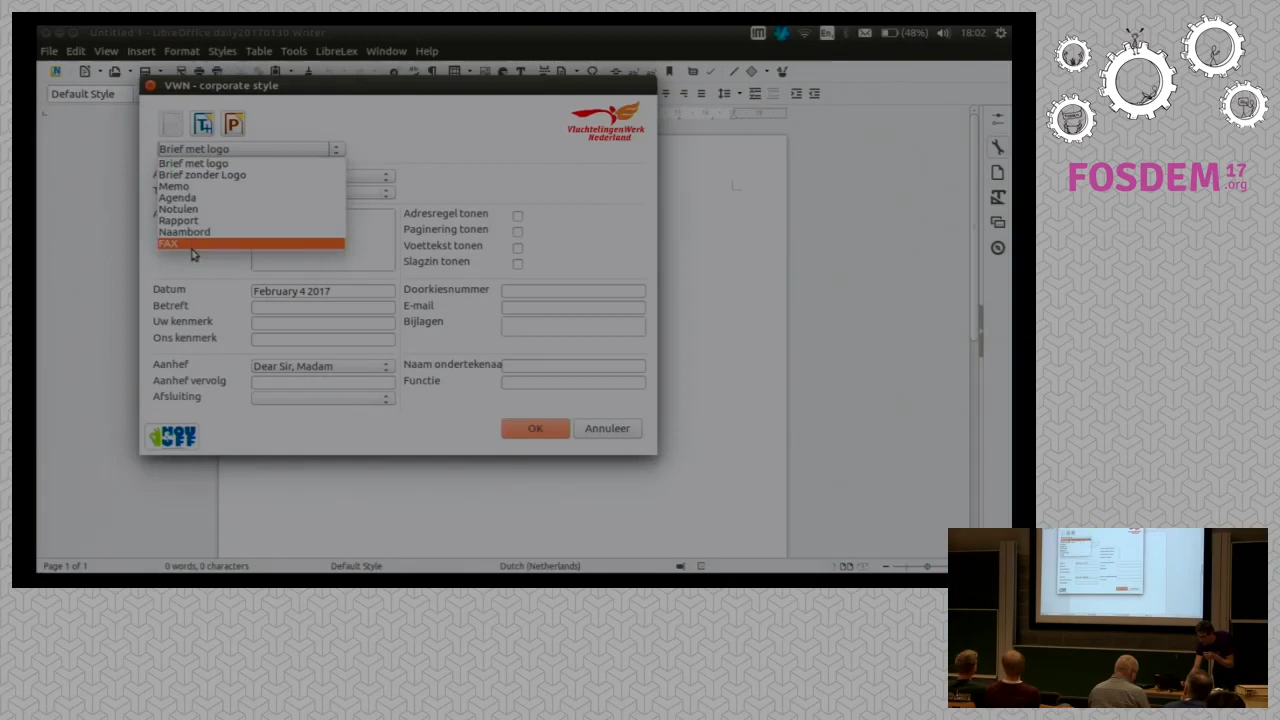 Untitled 1 - LibreOffice.daily20170130 Writer
(48%)
18:02
File Edit View Insert Format Styles Table Tools LibreLex Window Help
Default Style
VWN - corporate style
VluchtelingenWerk
Nederland
Brief met logo
Brief met logo
Brief zonder Logo
Memo
Agenda
Notulen
Rapport
Naambord
FAX
Adresregel tonen
Paginering tonen
Voettekst tonen
Slagzin tonen
Datum
February 4 2017
Doorkiesnummer
Betreft
E-mail
Uw kenmerk
Bijlagen
Ons kenmerk
Aanhef
Dear Sir, Madam
Naam ondertekenaa
Aanhef vervolg
Functie
Afsluiting
NOU
OFF
OK
Annuleer
Page 1 of 1
0 words, 0 characters
Default Style
Dutch (Netherlands)
FOSDEM 17
.org